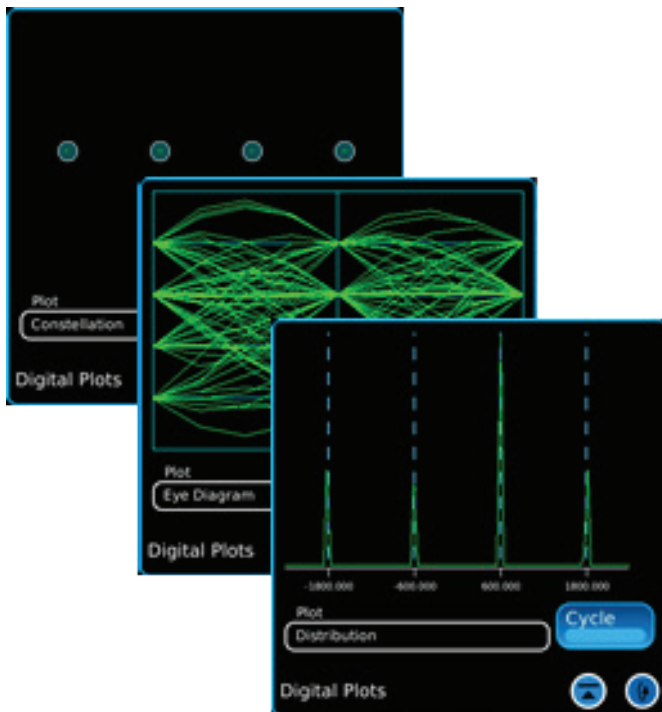 Plot
Constellation
Digital Plots
Plot
Eye Diagram
Digital Plots
-1800.000 -600.000 600.000 1800.000
Plot
Distribution
Cycle
Digital Plots